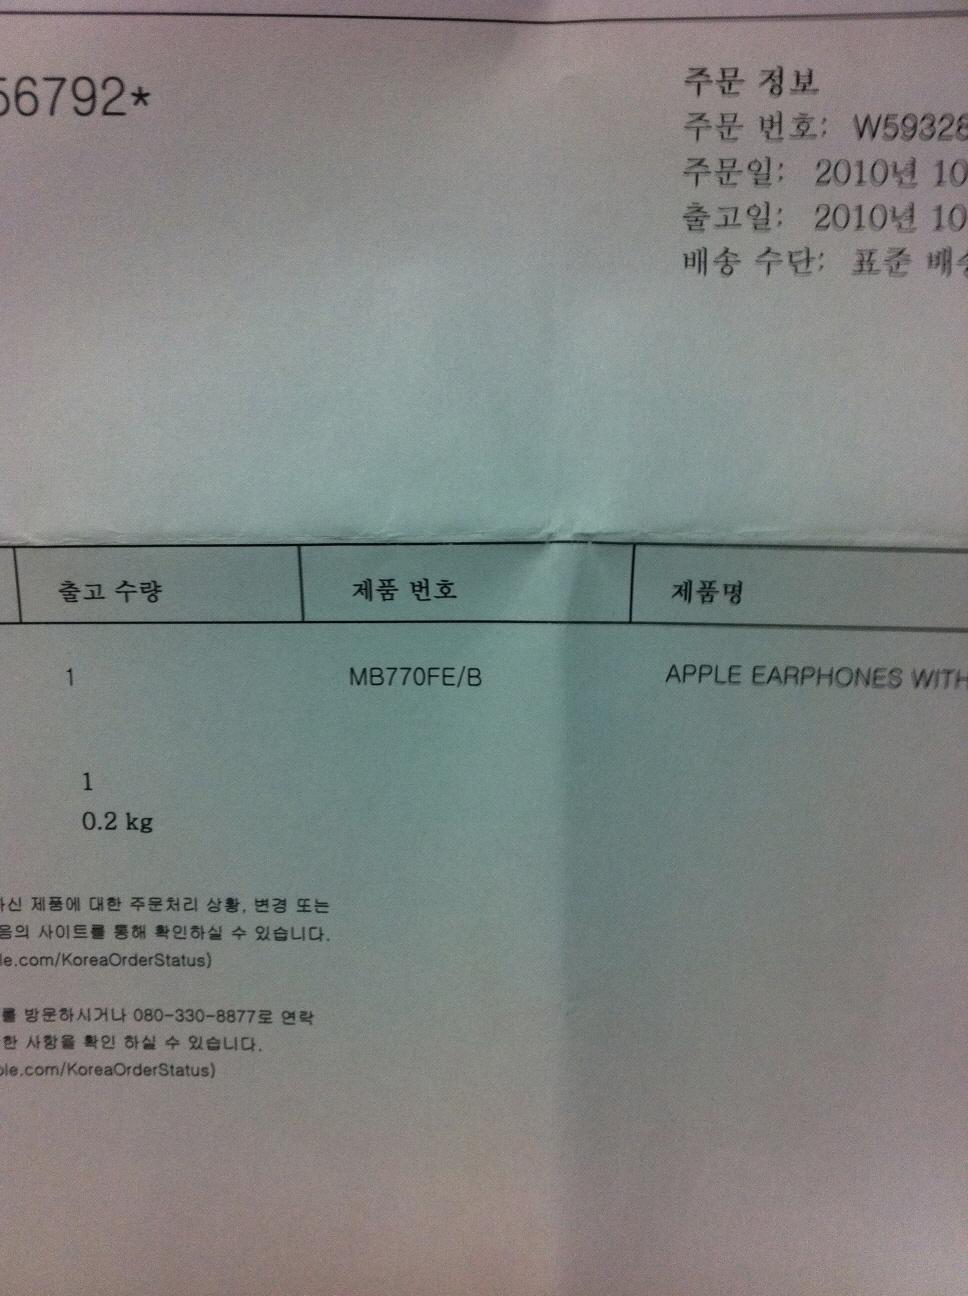 56792*
주문 정보
주문 번호: W59328
주문일: 2010년 10
출고일: 2010년 10
배송 수단: 표준 배송
출고 수량 제품 번호 제품명
1 MB770FE/B APPLE EARPHONES WITH
1
0.2 kg
하신 제품에 대한 주문처리 상황, 변경 또는
음의 사이트를 통해 확인하실 수 있습니다.
le.com/KoreaOrderStatus)
를 방문하시거나 080-330-8877로 연락
한 사항을 확인 하실 수 있습니다.
ple.com/KoreaOrderStatus)